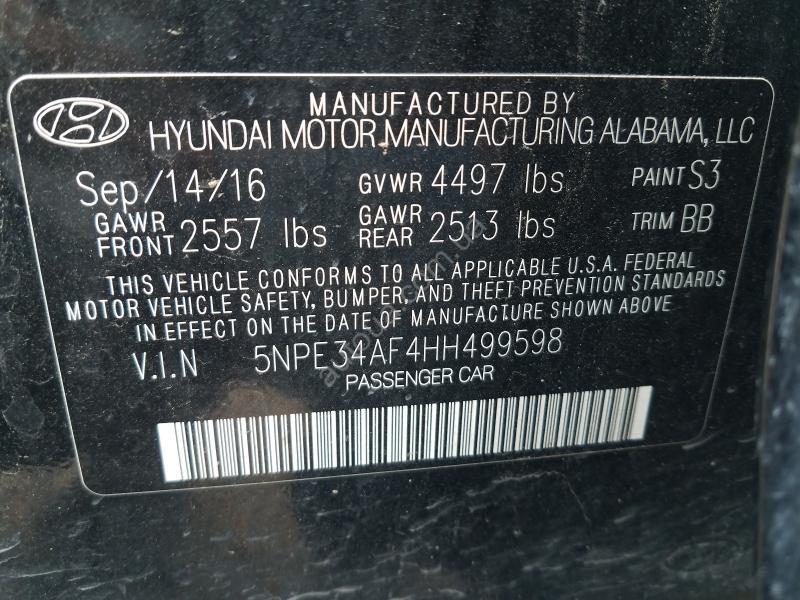 MANUFACTURED BY
HYUNDAI MOTOR MANUFACTURING ALABAMA, LLC
Sep/14/16 GVWR 4497 lbs PAINT S3
GAWR FRONT 2557 lbs GAWR REAR 2513 lbs TRIM BB
THIS VEHICLE CONFORMS TO ALL APPLICABLE U.S.A. FEDERAL
MOTOR VEHICLE SAFETY, BUMPER, AND THEFT PREVENTION STANDARDS
IN EFFECT ON THE DATE OF MANUFACTURE SHOWN ABOVE
V.I.N 5NPE34AF4HH499598
PASSENGER CAR